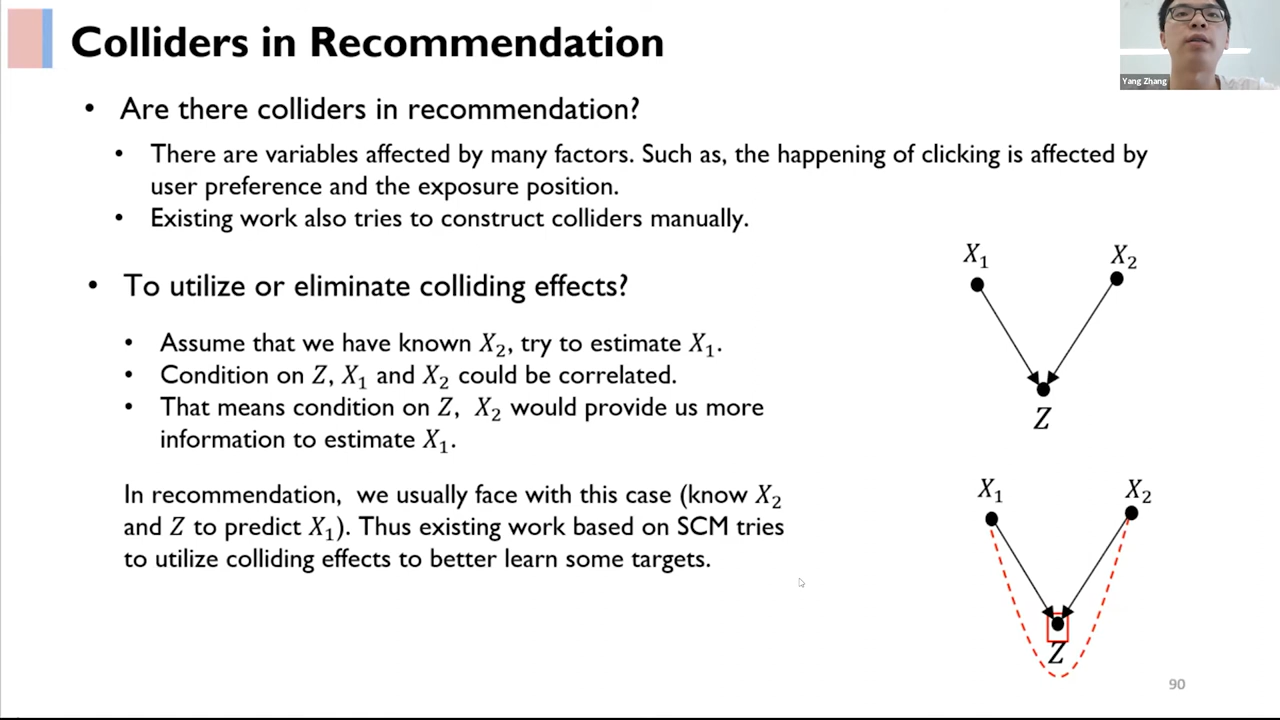 Colliders in Recommendation
Yang Zhang
• Are there colliders in recommendation?
• There are variables affected by many factors. Such as, the happening of clicking is affected by
user preference and the exposure position.
• Existing work also tries to construct colliders manually.
• To utilize or eliminate colliding effects?
• Assume that we have known X₂, try to estimate X₁.
• Condition on Z, X₁ and X₂ could be correlated.
• That means condition on Z, X₂ would provide us more
information to estimate X₁.
In recommendation, we usually face with this case (know X₂
and Z to predict X₁). Thus existing work based on SCM tries
to utilize colliding effects to better learn some targets.
X₁ X₂
Z
X₁ X₂
Z
90